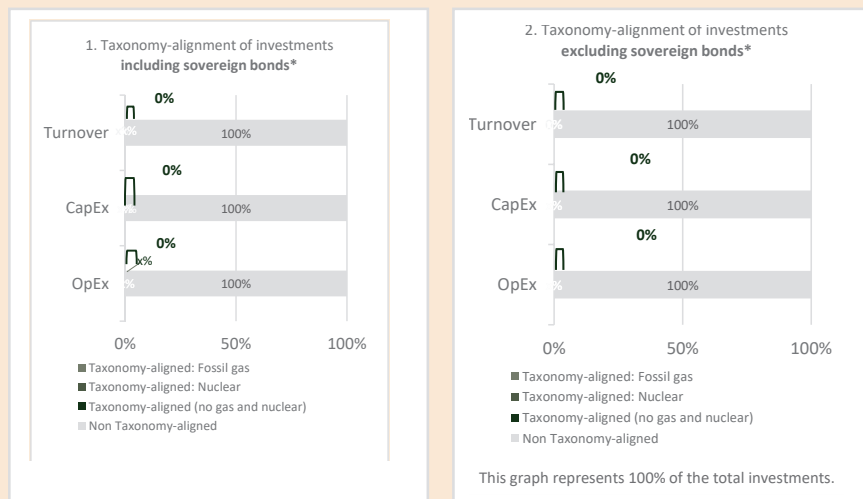 1. Taxonomy-alignment of investments
including sovereign bonds*
0%
Turnover
x%
100%
0%
CapEx
100%
0%
x%
OpEx
%
100%
0%
50%
100%
Taxonomy-aligned: Fossil gas
Taxonomy-aligned: Nuclear
Taxonomy-aligned (no gas and nuclear)
Non Taxonomy-aligned
2. Taxonomy-alignment of investments
excluding sovereign bonds*
0%
Turnover
%
100%
0%
CapEx
%
100%
0%
OpEx
%
100%
0%
50%
100%
Taxonomy-aligned: Fossil gas
Taxonomy-aligned: Nuclear
Taxonomy-aligned (no gas and nuclear)
Non Taxonomy-aligned
This graph represents 100% of the total investments.